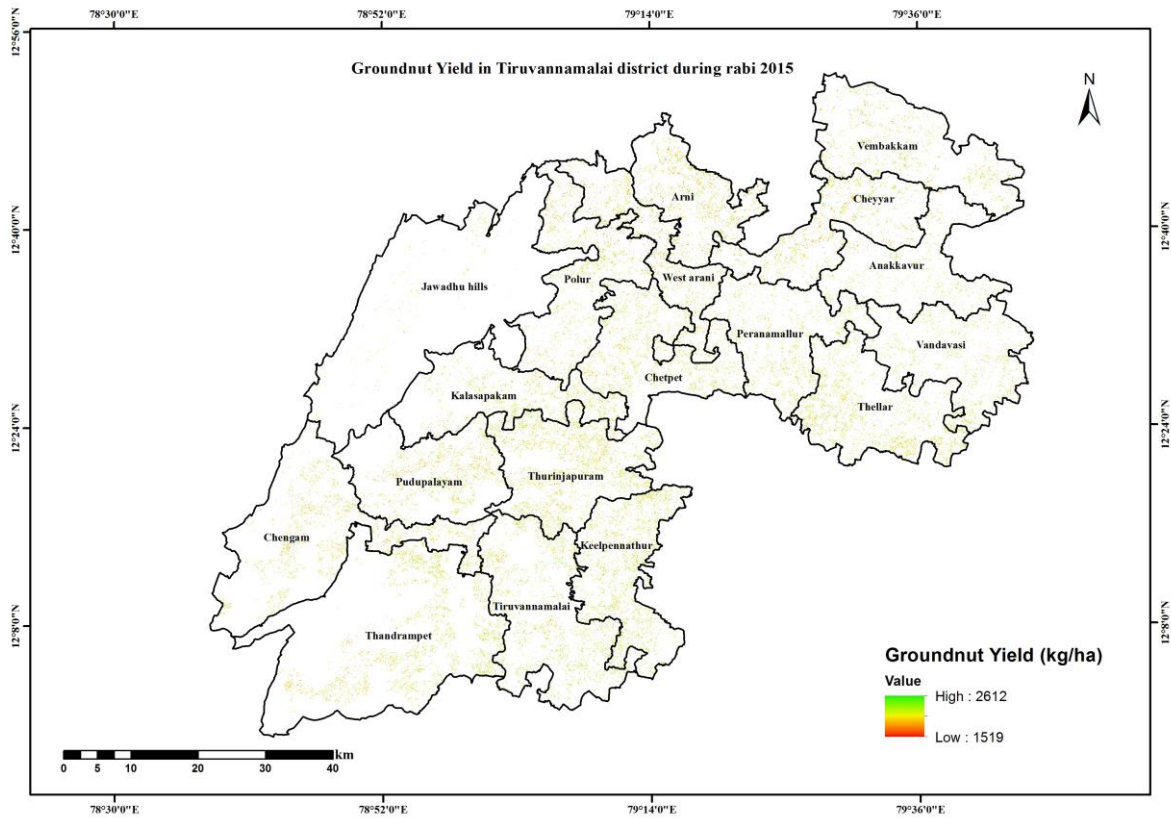 78°30'0"E
78°52'0"E
79°14'0"E
79°36'0"E
12°56'0"N
Groundnut Yield in Tiruvannamalai district during rabi 2015
N
Vembakkam
Arni
Cheyyar
12°40'0"N
12°40'0"N
Anakkavur
Polur
West arani
Jawadhu hills
Peranamallur
Vandavasi
Chetpet
Kalasapakam
Thellar
12°24'0"N
12°24'0"N
Pudupalayam
Thurinjapuram
Chengam
Keelpennathur
Tiruvannamalai
12°8'0"N
12°8'0"N
Thandrampet
Groundnut Yield (kg/ha)
Value
High : 2612
Low : 1519
km
0 5 10 20 30 40
78°30'0"E
78°52'0"E
79°14'0"E
79°36'0"E